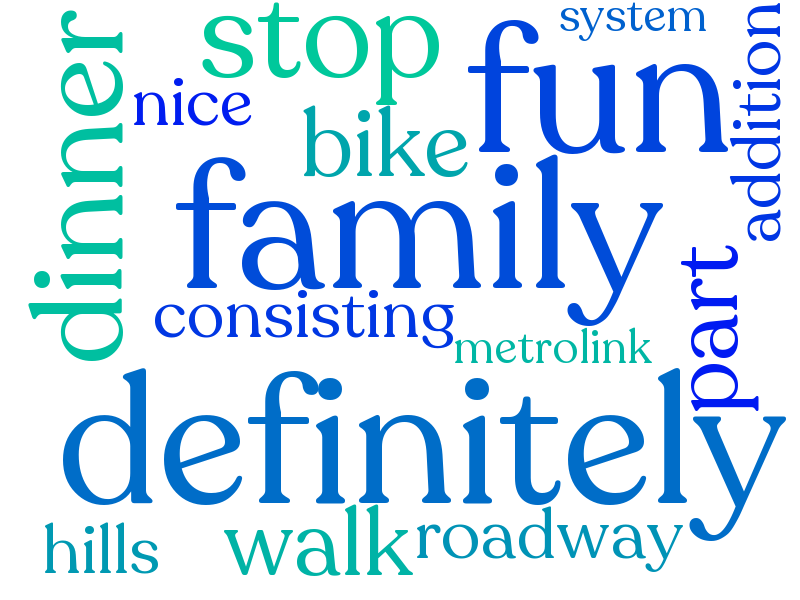 system
stop
fun
addition
dinner
nice
bike
family
consisting
part
metrolink
definitely
hills
walk
roadway